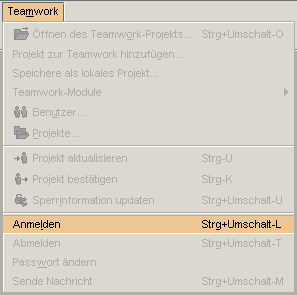 Teamwork
Öffnen des Teamwork-Projekts... Strg+Umschalt-O
Projekt zur Teamwork hinzufügen...
Speichere als lokales Projekt...
Teamwork-Module
Benutzer...
Projekte...
Projekt aktualisieren Strg-U
Projekt bestätigen Strg-K
Sperrinformation updaten Strg+Umschalt-U
Anmelden Strg+Umschalt-L
Abmelden Strg+Umschalt-T
Passwort ändern
Sende Nachricht Strg+Umschalt-M